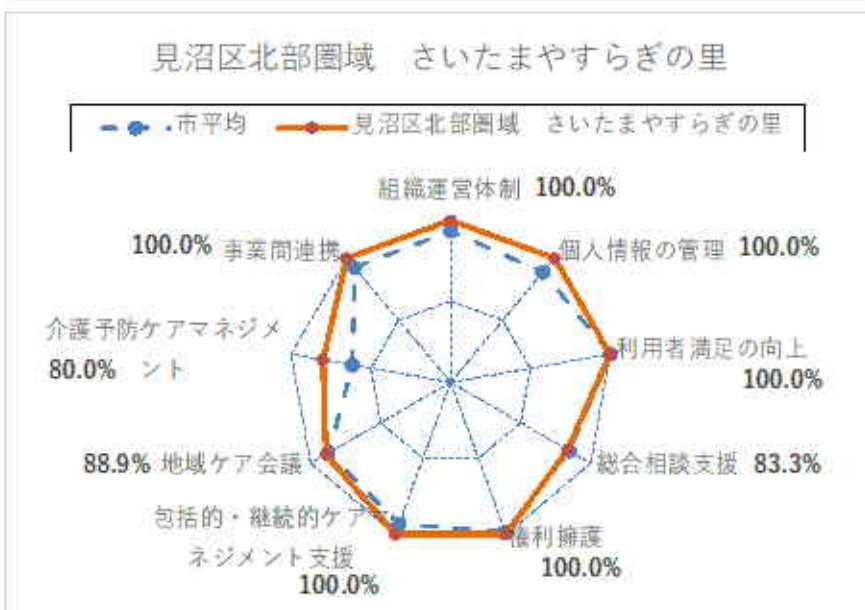 見沼区北部圏域　さいたまやすらぎの里
市平均
見沼区北部圏域　さいたまやすらぎの里
組織運営体制 100.0%
個人情報の管理 100.0%
利用者満足の向上
100.0%
総合相談支援 83.3%
権利擁護
100.0%
包括的・継続的ケアマ
ネジメント支援
100.0%
88.9% 地域ケア会議
介護予防ケアマネジメ
80.0% ント
100.0% 事業間連携